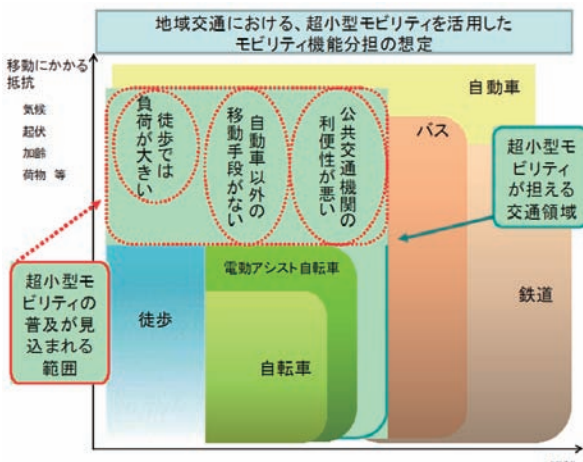 地域交通における、超小型モビリティを活用した
モビリティ機能分担の想定
移動にかかる
抵抗
気候
起伏
加齢
荷物 等
自動車
バス
鉄道
徒歩では
負荷が大きい
自動車以外の
移動手段がない
公共交通機関の
利便性が悪い
超小型モビ
リティ
が担える
交通領域
超小型モ
ビリティの
普及が見
込まれる
範囲
電動アシスト自転車
徒歩
自転車